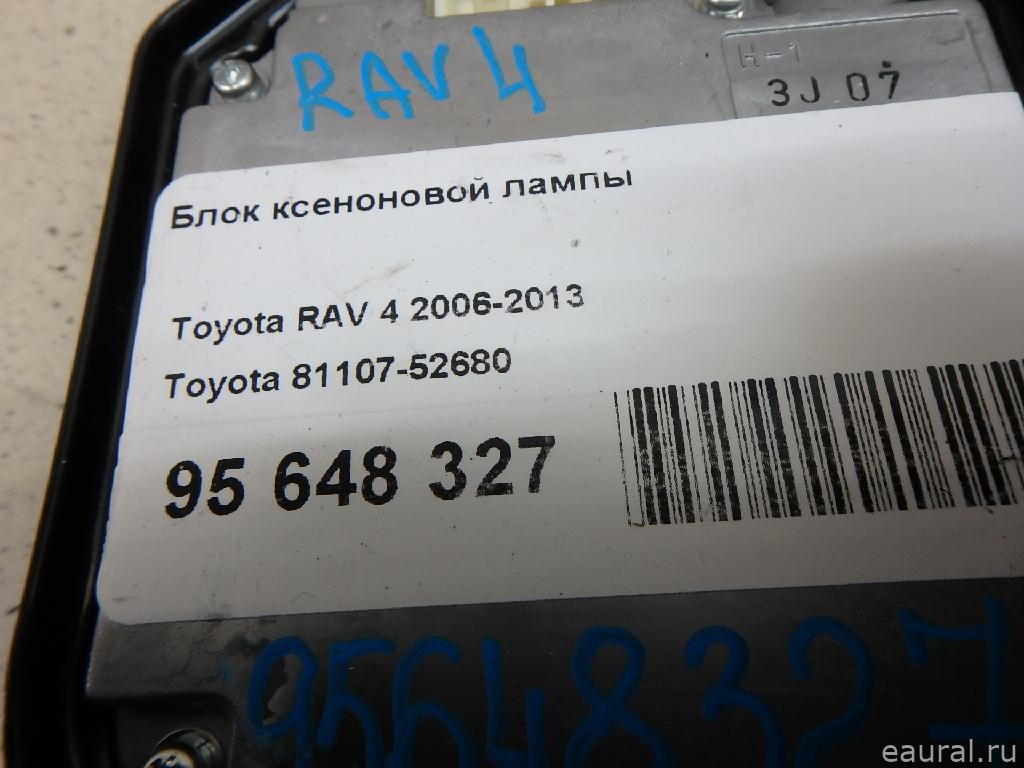 RAV 4
H-1
3J 07
Блок ксеноновой лампы
Toyota RAV 4 2006-2013
Toyota 81107-52680
95 648 327
95648327
eaural.ru